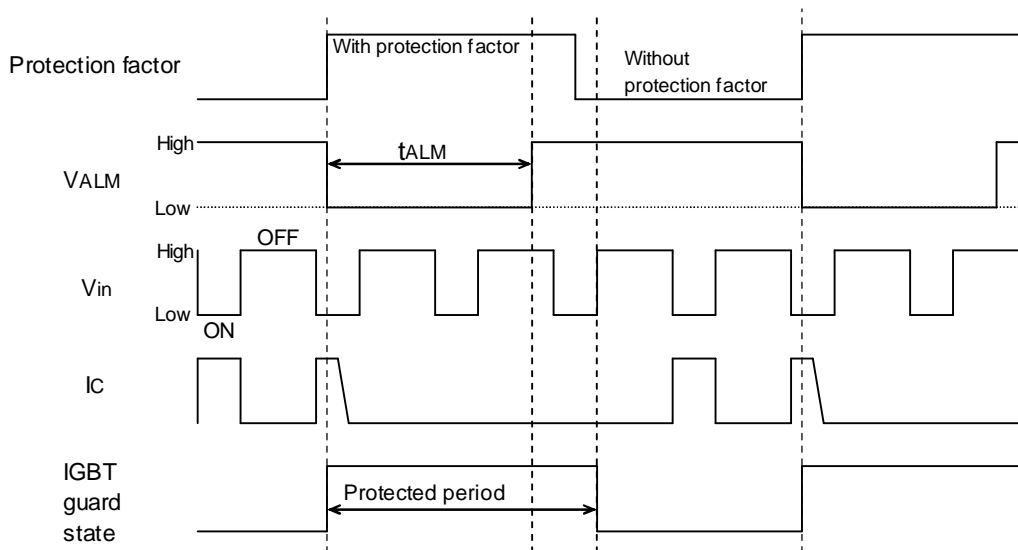 Protection factor
With protection factor
Without
protection factor
High
tALM
VALM
Low
OFF
High
Vin
Low
ON
IC
IGBT
guard
state
Protected period